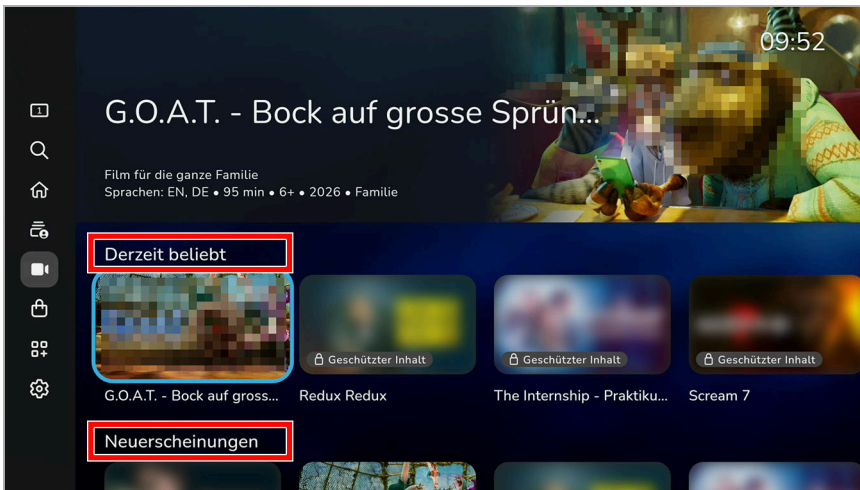 09:52
1
G.O.A.T. - Bock auf grosse Sprün...
Film für die ganze Familie
Sprachen: EN, DE • 95 min • 6+ • 2026 • Familie
Derzeit beliebt
Geschützter Inhalt
Geschützter Inhalt
Geschützter Inhalt
G.O.A.T. - Bock auf gross...
Redux Redux
The Internship - Praktiku...
Scream 7
Neuerscheinungen